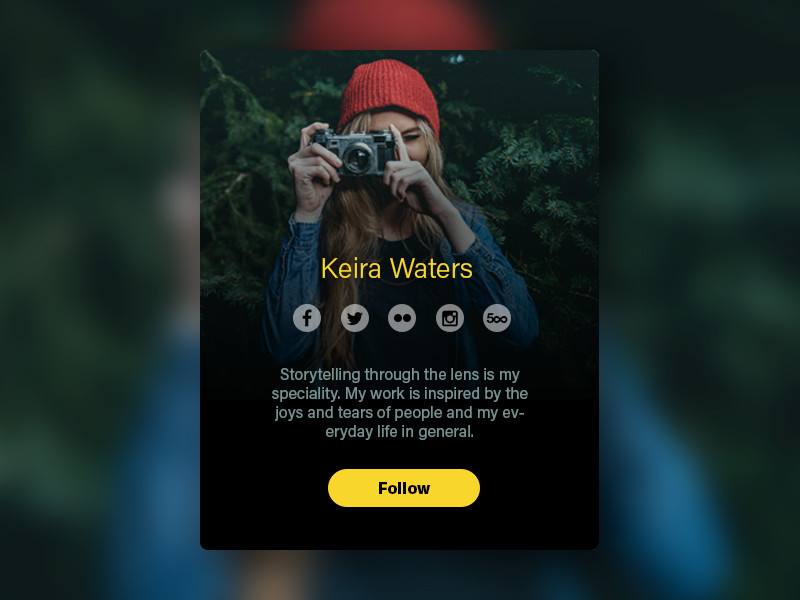 Keira Waters
500
Storytelling through the lens is my
speciality. My work is inspired by the
joys and tears of people and my ev-
eryday life in general.
Follow